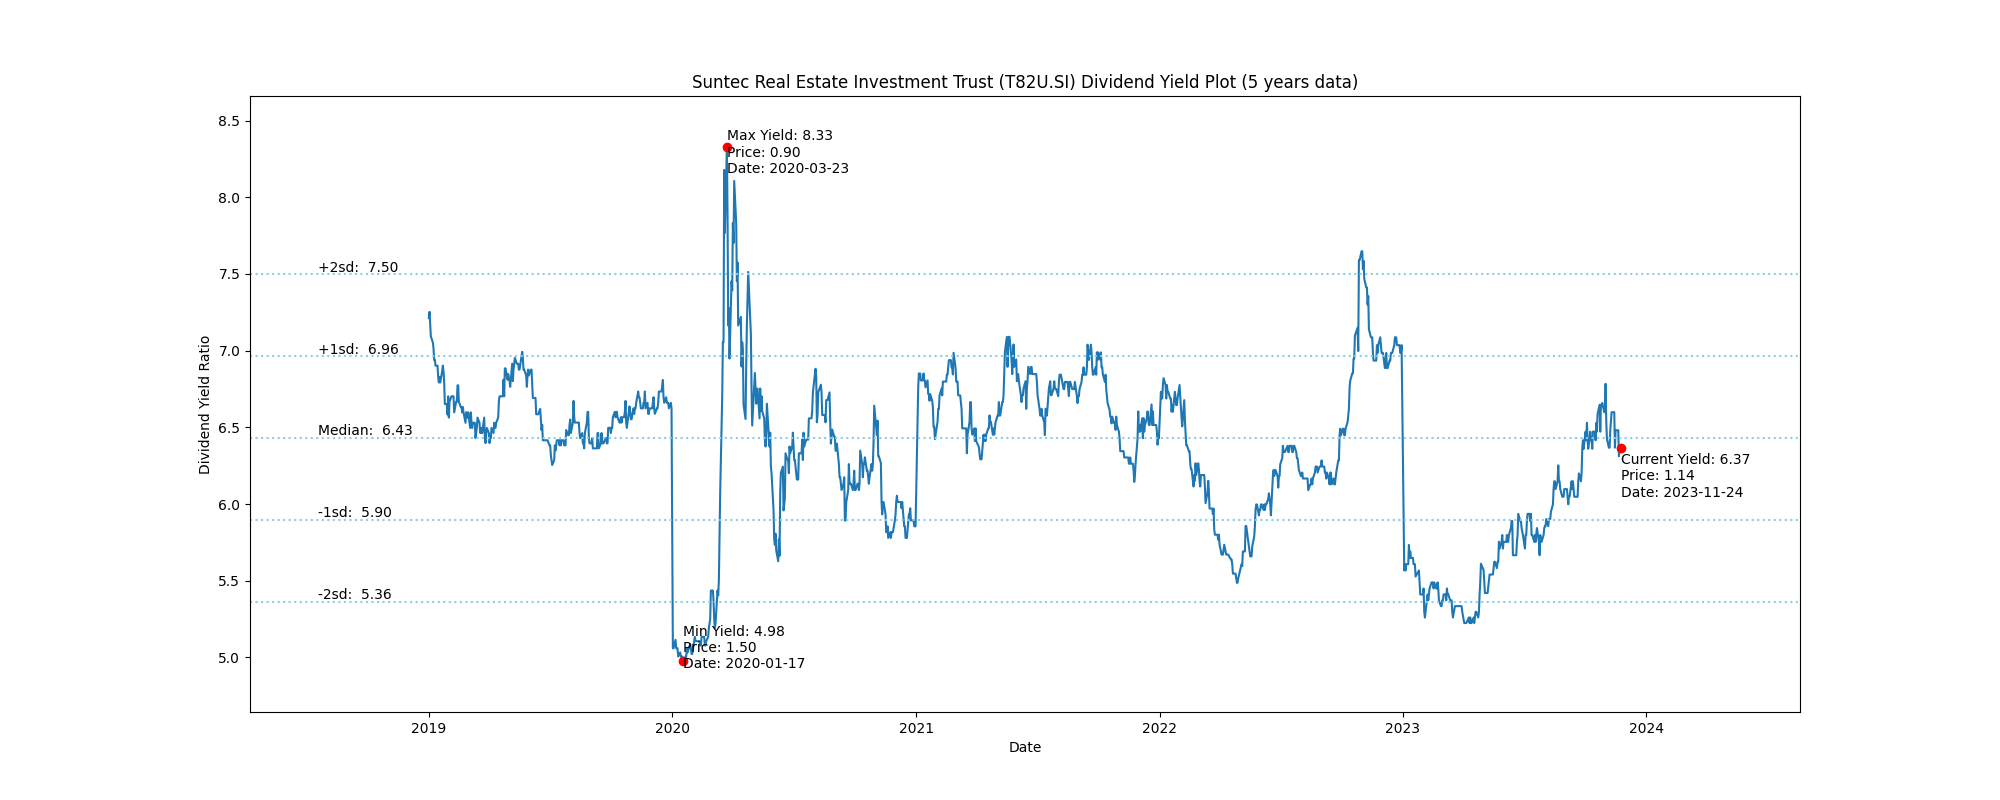 Suntec Real Estate Investment Trust (T82U.SI) Dividend Yield Plot (5 years data)
8.5
8.0
7.5
7.0
6.5
6.0
5.5
5.0
Dividend Yield Ratio
Max Yield: 8.33
Price: 0.90
Date: 2020-03-23
+2sd:  7.50
+1sd:  6.96
Median:  6.43
-1sd:  5.90
-2sd:  5.36
Current Yield: 6.37
Price: 1.14
Date: 2023-11-24
Min Yield: 4.98
Price: 1.50
Date: 2020-01-17
2019
2020
2021
2022
2023
2024
Date